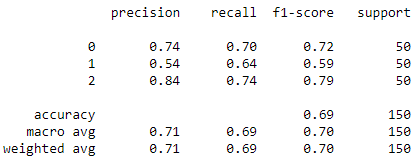 precision recall f1-score support
0 0.74 0.70 0.72 50
1 0.54 0.64 0.59 50
2 0.84 0.74 0.79 50
accuracy 0.69 150
macro avg 0.71 0.69 0.70 150
weighted avg 0.71 0.69 0.70 150